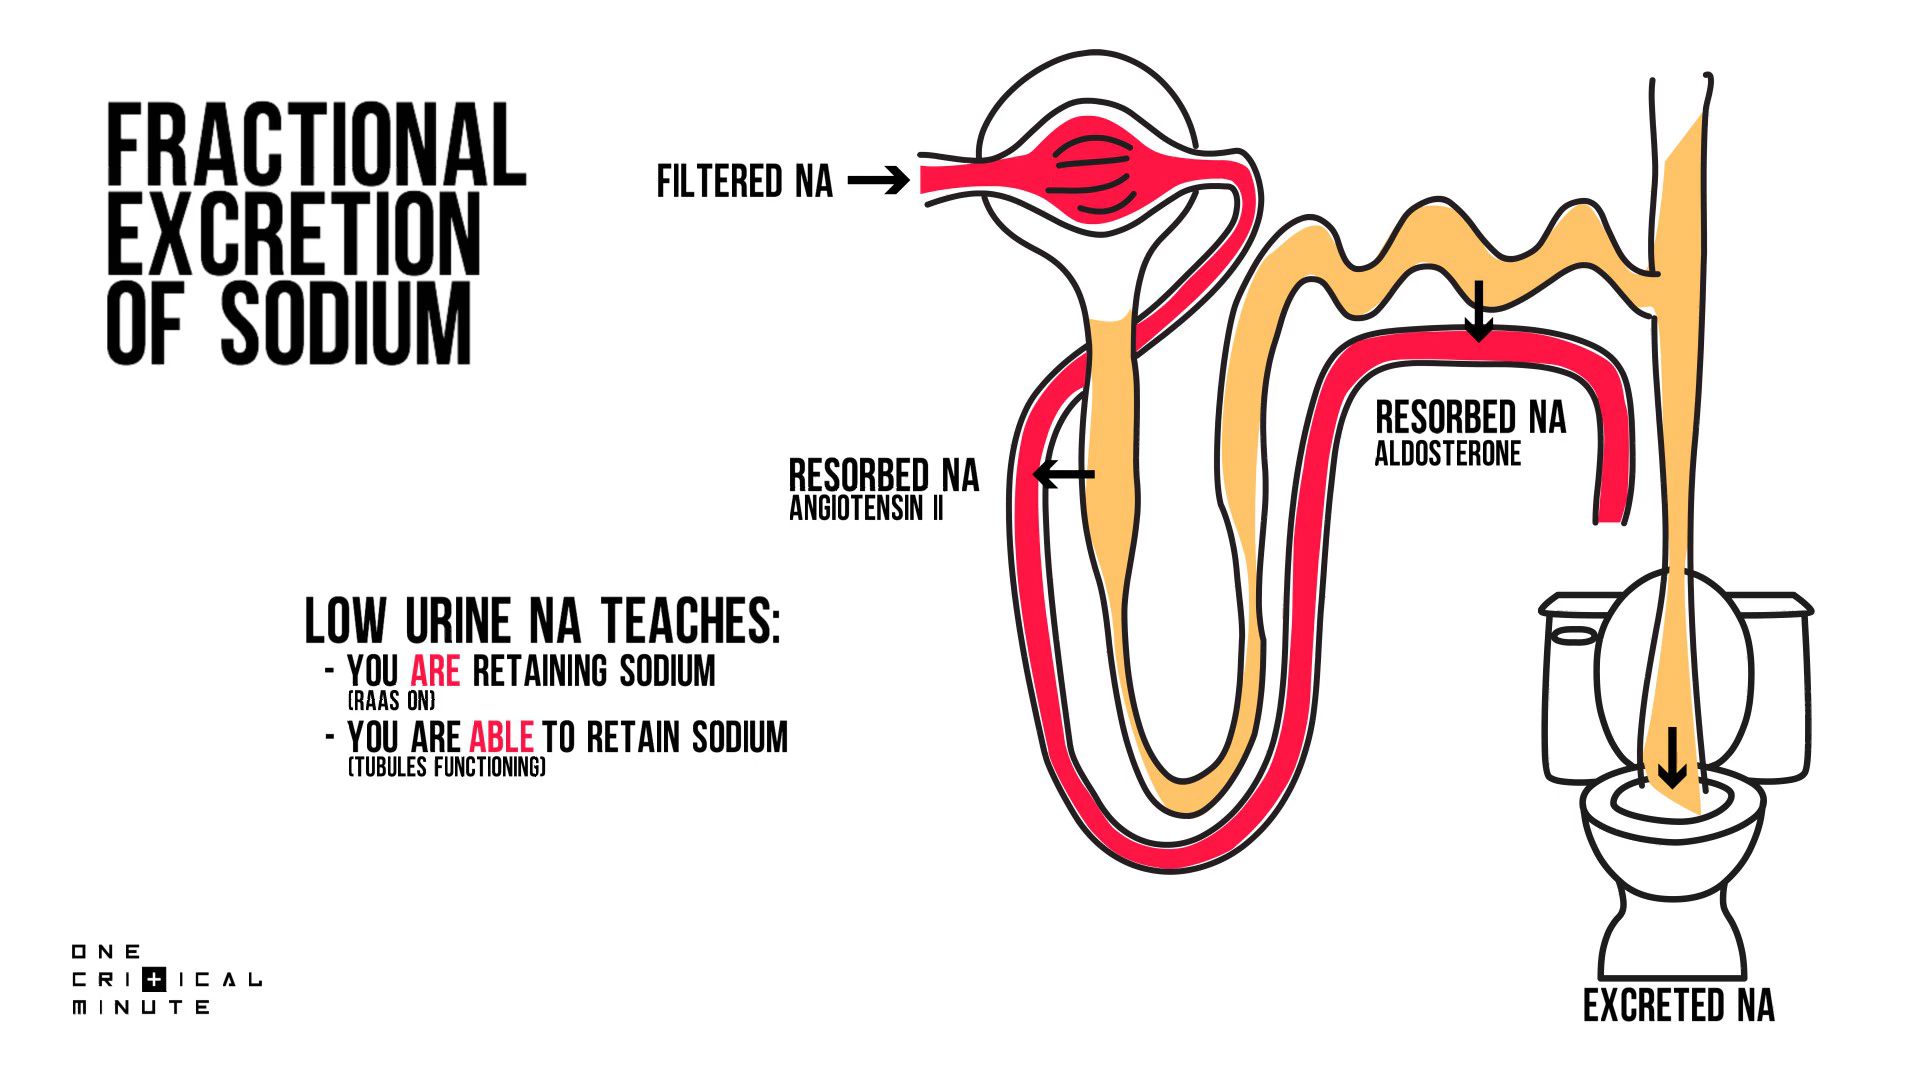 FRACTIONAL
EXCRETION
OF SODIUM
FILTERED NA
RESORBED NA
ALDOSTERONE
RESORBED NA
ANGIOTENSIN II
LOW URINE NA TEACHES:
- YOU ARE RETAINING SODIUM
(RAAS ON)
- YOU ARE ABLE TO RETAIN SODIUM
(TUBULES FUNCTIONING)
ONE
CRITICAL
MINUTE
EXCRETED NA